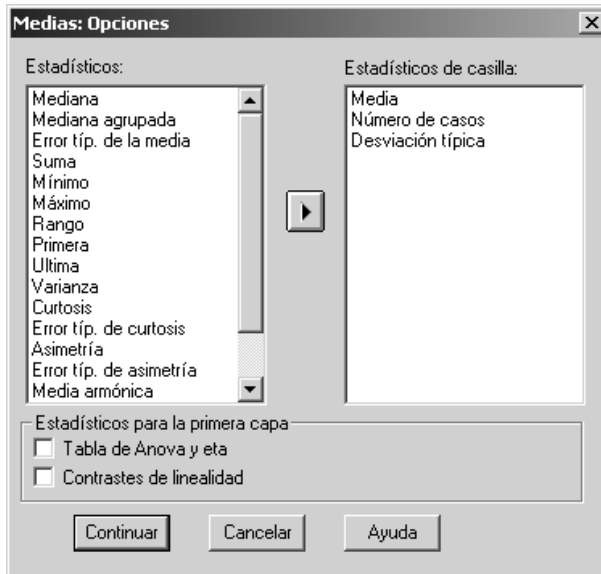 Medias: Opciones
Estadísticos:
Mediana
Mediana agrupada
Error típ. de la media
Suma
Mínimo
Máximo
Rango
Primera
Ultima
Varianza
Curtosis
Error típ. de curtosis
Asimetría
Error típ. de asimetría
Media armónica
Estadísticos de casilla:
Media
Número de casos
Desviación típica
Estadísticos para la primera capa
Tabla de Anova y eta
Contrastes de linealidad
Continuar
Cancelar
Ayuda